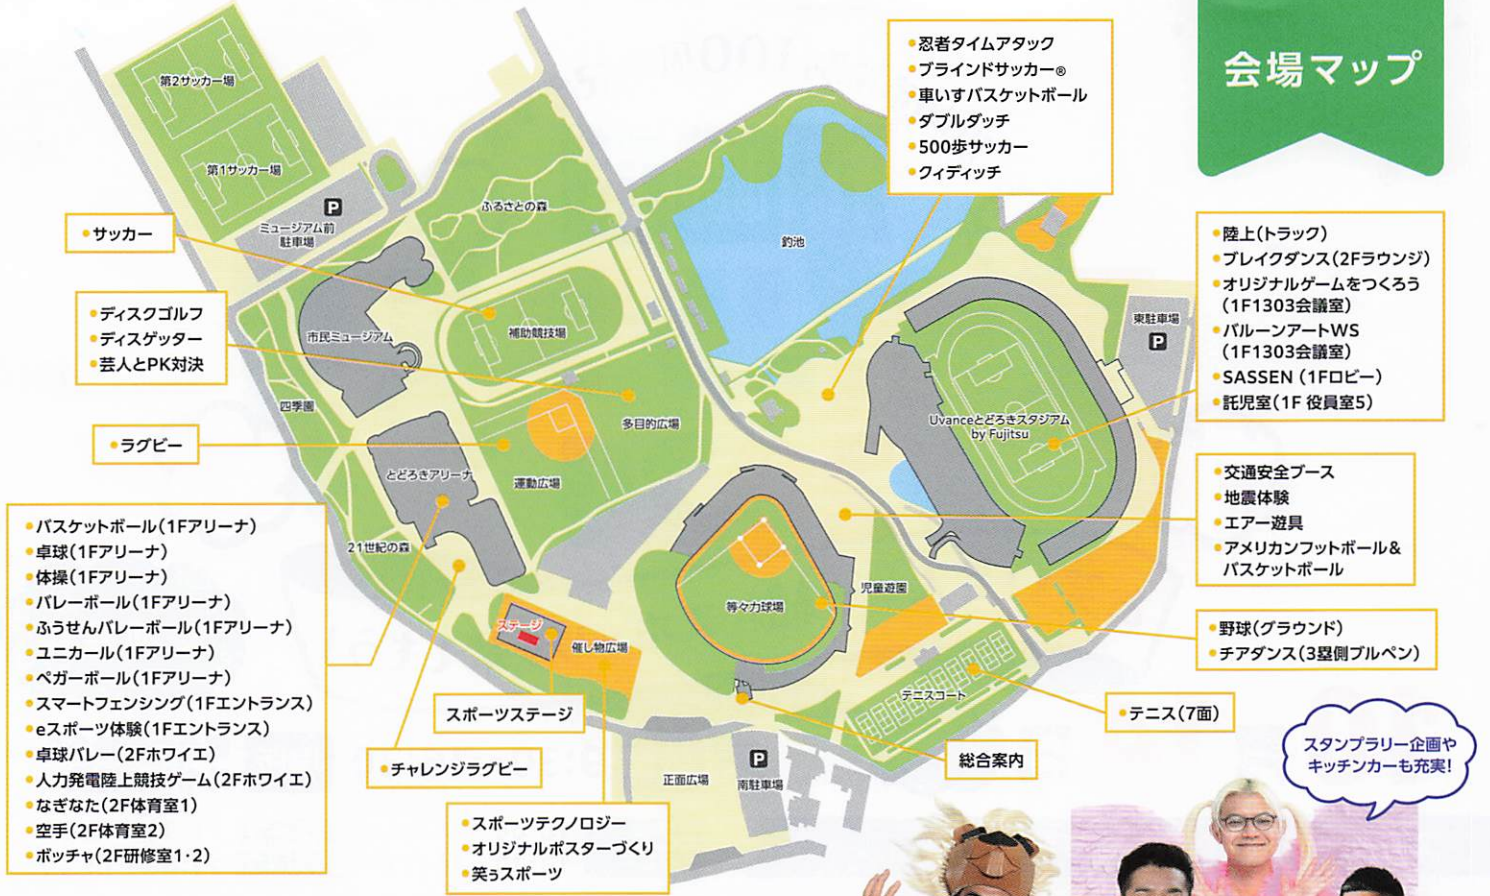 会場マップ
第2サッカー場
第1サッカー場
P
ミュージアム前
駐車場
ふるさとの森
釣池
市民ミュージアム
補助競技場
四季園
多目的広場
とどろきアリーナ
運動広場
21世紀の森
Uvanceとどろきスタジアム
by Fujitsu
東駐車場
P
等々力球場
児童遊園
ステージ
催し物広場
テニスコート
正面広場
P
南駐車場
•忍者タイムアタック
•ブラインドサッカー®
•車いすバスケットボール
•ダブルダッチ
•500歩サッカー
•クィディッチ
•サッカー
•ディスクゴルフ
•ディスゲッター
•芸人とPK対決
•ラグビー
•バスケットボール(1Fアリーナ)
•卓球(1Fアリーナ)
•体操(1Fアリーナ)
•バレーボール(1Fアリーナ)
•ふうせんバレーボール(1Fアリーナ)
•ユニカール(1Fアリーナ)
•ペガーボール(1Fアリーナ)
•スマートフェンシング(1Fエントランス)
•eスポーツ体験(1Fエントランス)
•卓球バレー(2Fホワイエ)
•人力発電陸上競技ゲーム(2Fホワイエ)
•なぎなた(2F体育室1)
•空手(2F体育室2)
•ボッチャ(2F研修室1・2)
•陸上(トラック)
•ブレイクダンス(2Fラウンジ)
•オリジナルゲームをつくろう
(1F1303会議室)
•バルーンアートWS
(1F1303会議室)
•SASSEN (1Fロビー)
•託児室(1F 役員室5)
•交通安全ブース
•地震体験
•エアー遊具
•アメリカンフットボール&
バスケットボール
•野球(グラウンド)
•チアダンス(3塁側ブルペン)
•テニス(7面)
スポーツステージ
•チャレンジラグビー
総合案内
•スポーツテクノロジー
•オリジナルポスターづくり
•笑ぅスポーツ
スタンプラリー企画や
キッチンカーも充実!